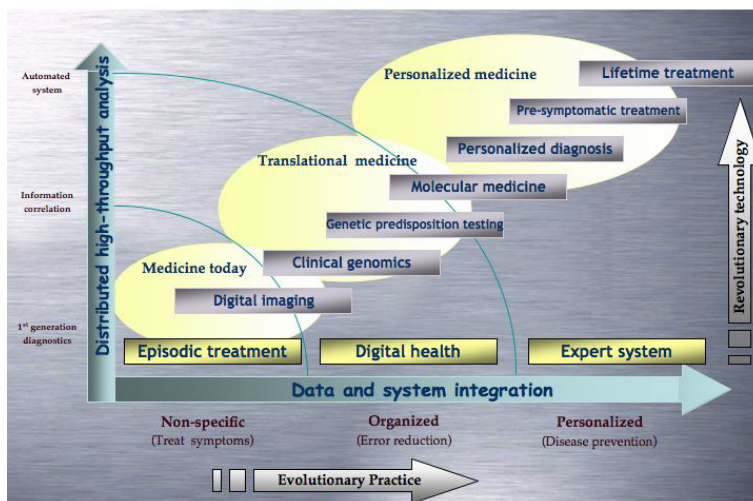 Automated
system
Information
correlation
1st generation
diagnostics
Distributed high-throughput analysis
Personalized medicine
Lifetime treatment
Pre-symptomatic treatment
Personalized diagnosis
Translational medicine
Molecular medicine
Genetic predisposition testing
Clinical genomics
Medicine today
Digital imaging
Revolutionary technology
Episodic treatment
Digital health
Expert system
Data and system integration
Non-specific
(Treat symptoms)
Organized
(Error reduction)
Personalized
(Disease prevention)
Evolutionary Practice